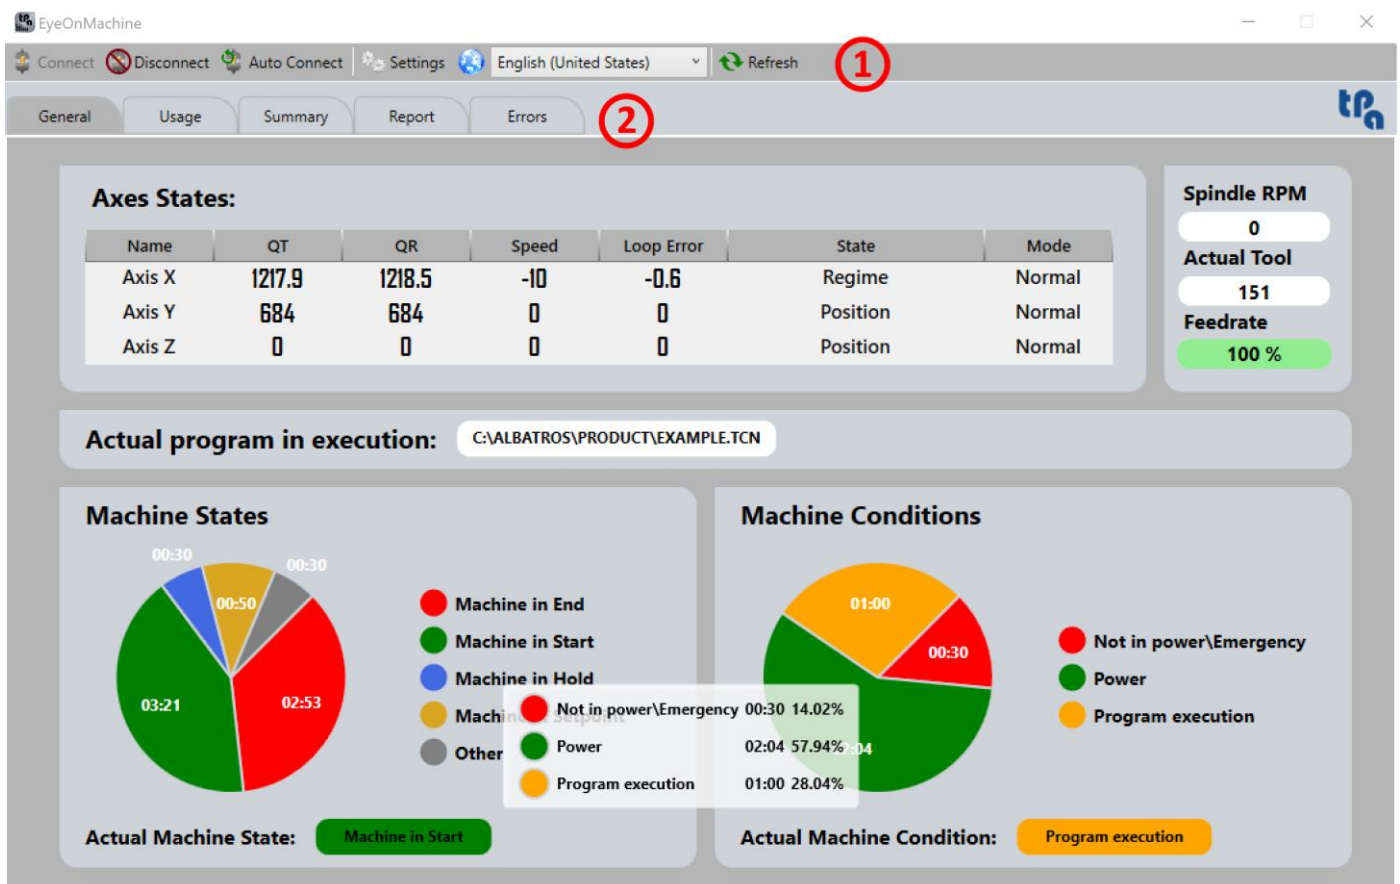 EyeOnMachine
Connect Disconnect Auto Connect Settings English (United States) Refresh 1
General Usage Summary Report Errors 2
tpa
Axes States:
Name QT QR Speed Loop Error State Mode
Axis X 1217.9 1218.5 -10 -0.6 Regime Normal
Axis Y 684 684 0 0 Position Normal
Axis Z 0 0 0 0 Position Normal
Spindle RPM
0
Actual Tool
151
Feedrate
100 %
Actual program in execution: C:\ALBATROS\PRODUCT\EXAMPLE.TCN
Machine States
00:30
00:30
00:50
03:21
02:53
Machine in End
Machine in Start
Machine in Hold
Machine in Setpoint
Other
Actual Machine State: Machine in Start
Not in power\Emergency 00:30 14.02%
Power 02:04 57.94%
Program execution 01:00 28.04%
Machine Conditions
01:00
00:30
02:04
Not in power\Emergency
Power
Program execution
Actual Machine Condition: Program execution